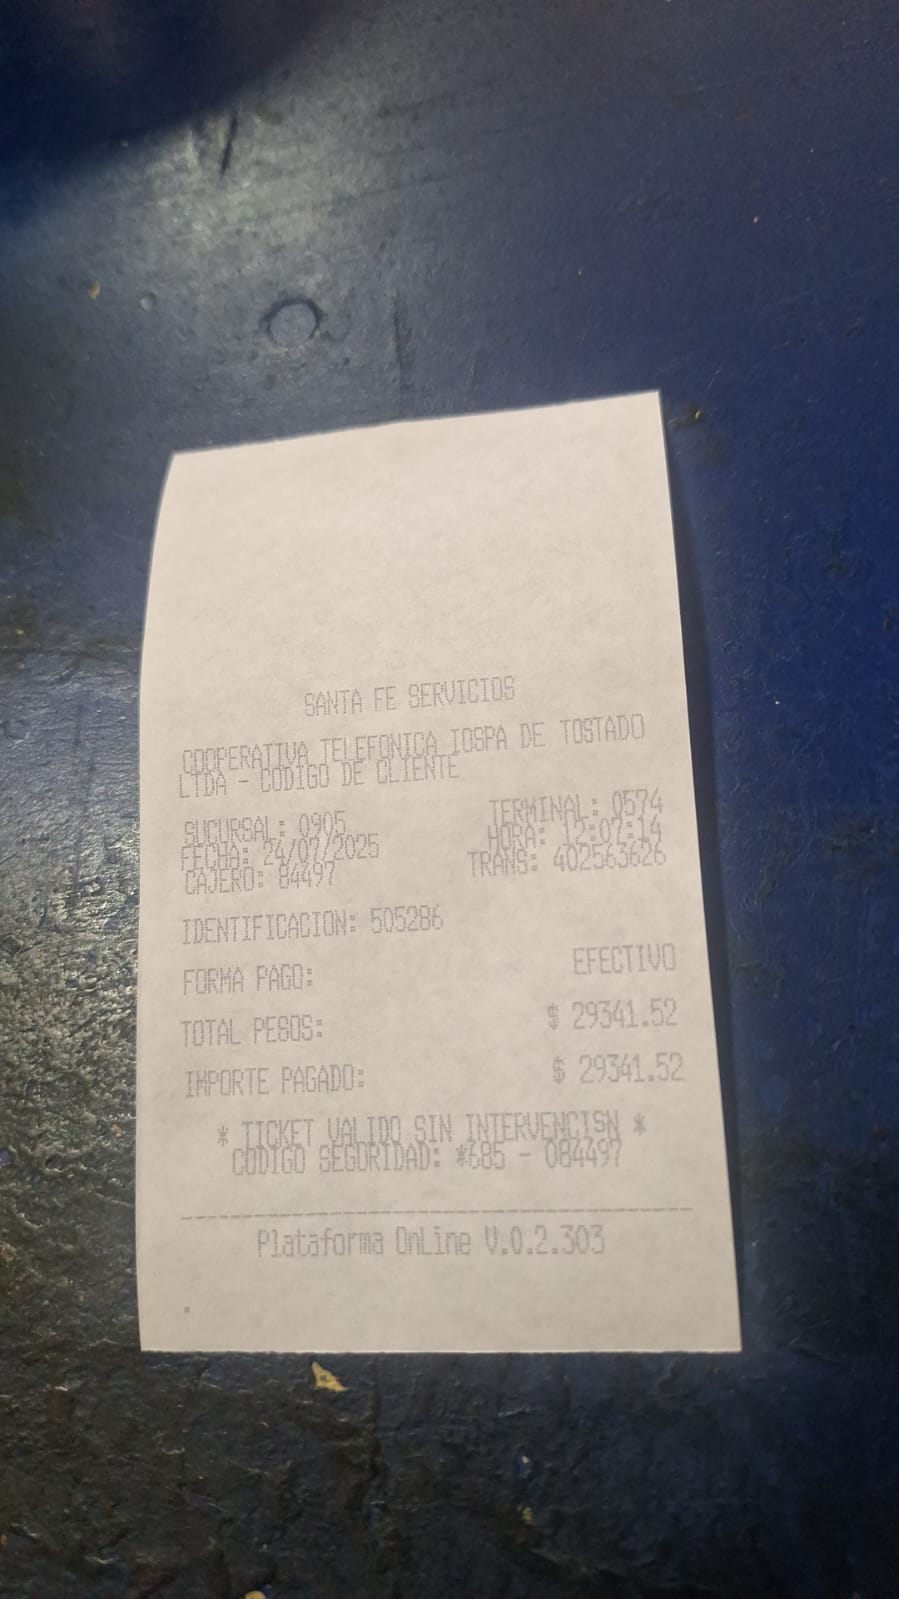 SANTA FE SERVICIOS
COOPERATIVA TELEFONICA IOSPA DE TOSTADO
LTDA - CODIGO DE CLIENTE
SUCURSAL: 0905 TERMINAL: 0574
FECHA: 24/07/2025 HORA: 12:07:14
CAJERO: 84497 TRANS: 402563626
IDENTIFICACION: 505286
FORMA PAGO: EFECTIVO
TOTAL PESOS: $ 29341.52
IMPORTE PAGADO: $ 29341.52
* TICKET VALIDO SIN INTERVENCISN *
CODIGO SEGURIDAD: *685 - 084497
Plataforma OnLine V.0.2.303